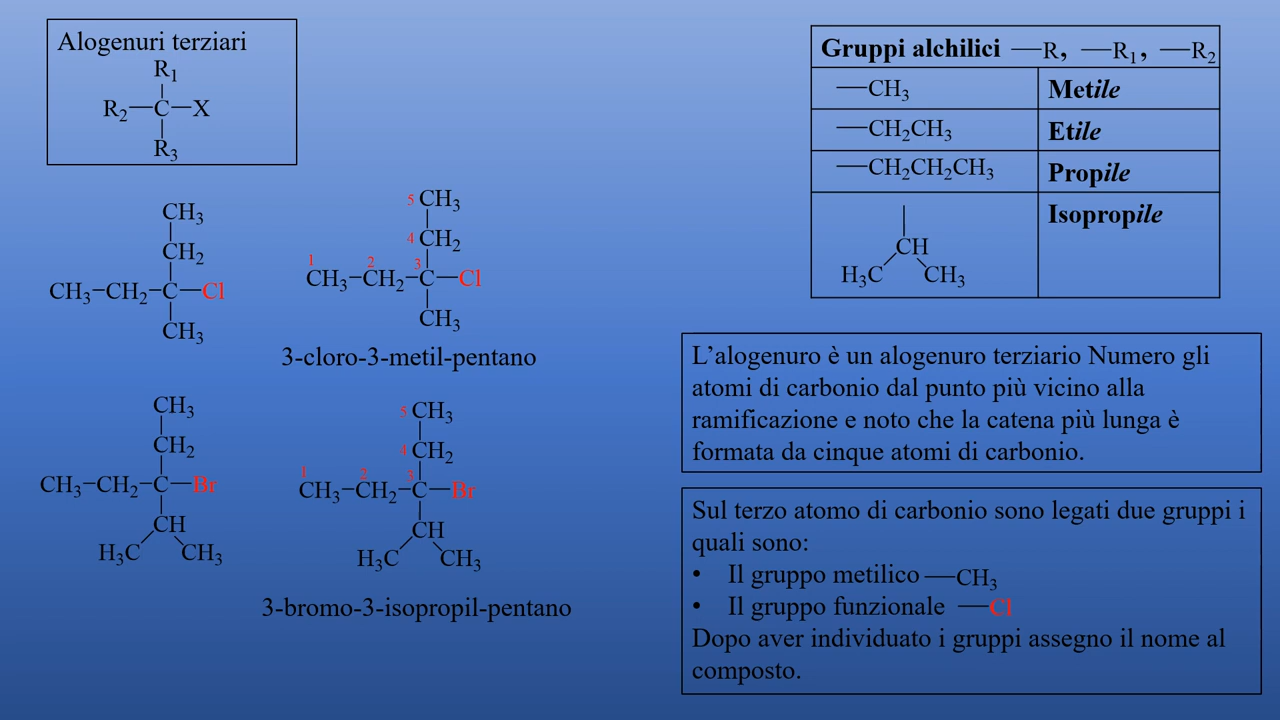 Alogenuri terziari
R1
R2—C—X
R3
Gruppi alchilici —R, —R1, —R2
—CH3 Metile
—CH2CH3 Etile
—CH2CH2CH3 Propile
Isopropile
CH
H3C CH3
CH3
CH2
CH3−CH2−C—Cl
CH3
5 CH3
4 CH2
1 2 3
CH3−CH2−C—Cl
CH3
3-cloro-3-metil-pentano
CH3
CH2
CH3−CH2−C—Br
CH
H3C CH3
5 CH3
4 CH2
1 2 3
CH3−CH2−C—Br
CH
H3C CH3
3-bromo-3-isopropil-pentano
L’alogenuro è un alogenuro terziario Numero gli
atomi di carbonio dal punto più vicino alla
ramificazione e noto che la catena più lunga è
formata da cinque atomi di carbonio.
Sul terzo atomo di carbonio sono legati due gruppi i
quali sono:
• Il gruppo metilico —CH3
• Il gruppo funzionale —Cl
Dopo aver individuato i gruppi assegno il nome al
composto.